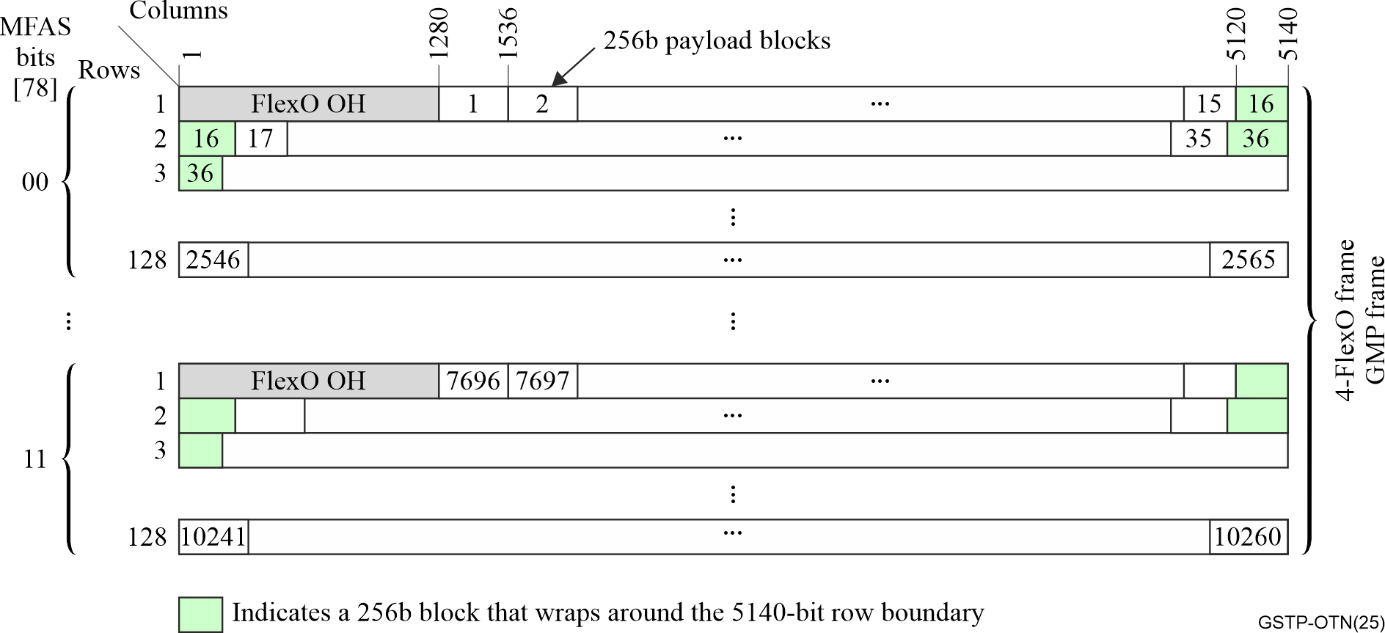 Columns
MFAS bits [78]
Rows
1 1280 1536 5120 5140
256b payload blocks
1 FlexO OH 1 2 ... 15 16
2 16 17 ... 35 36
3 36
00
⋮
128 2546 ... 2565
⋮ ⋮
1 FlexO OH 7696 7697 ...
2 ...
3
11
⋮
128 10241 ... 10260
4-FlexO frame
GMP frame
Indicates a 256b block that wraps around the 5140-bit row boundary
GSTP-OTN(25)